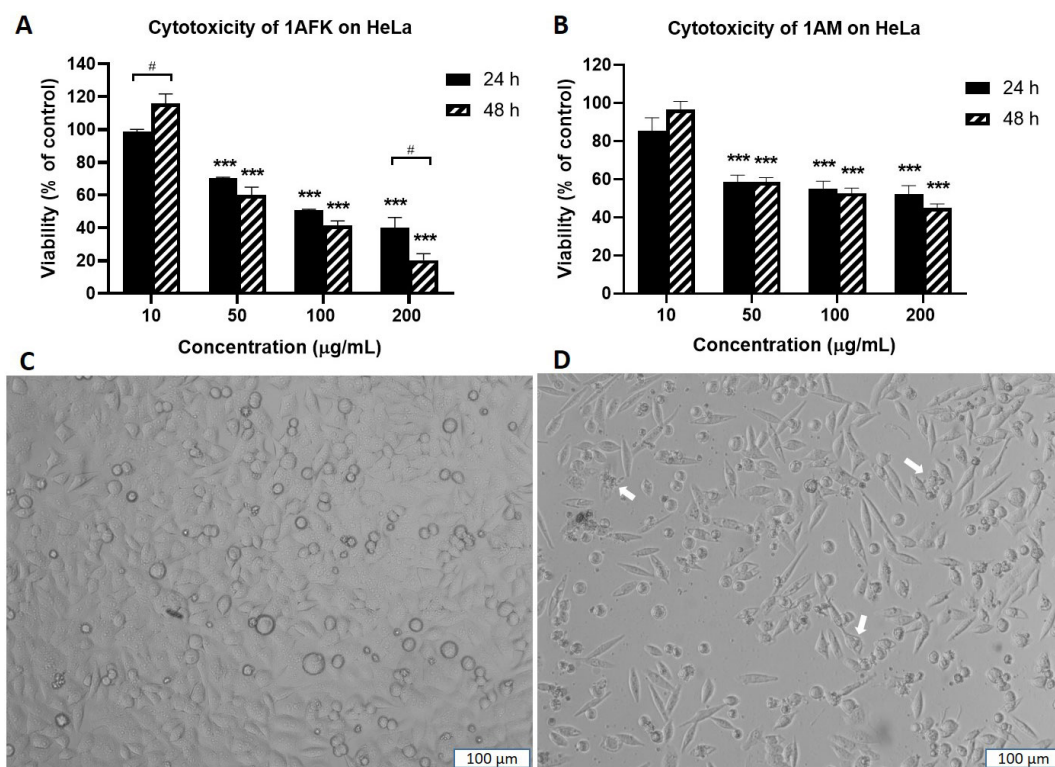 A
Cytotoxicity of 1AFK on HeLa
Viability (% of control)
140
120
100
80
60
40
20
0
#
***
***
***
***
***
***
#
24 h
48 h
10
50
100
200
Concentration (μg/mL)
B
Cytotoxicity of 1AM on HeLa
Viability (% of control)
120
100
80
60
40
20
0
*** ***
***
***
***
***
24 h
48 h
10
50
100
200
Concentration (μg/mL)
C
100 μm
D
100 μm